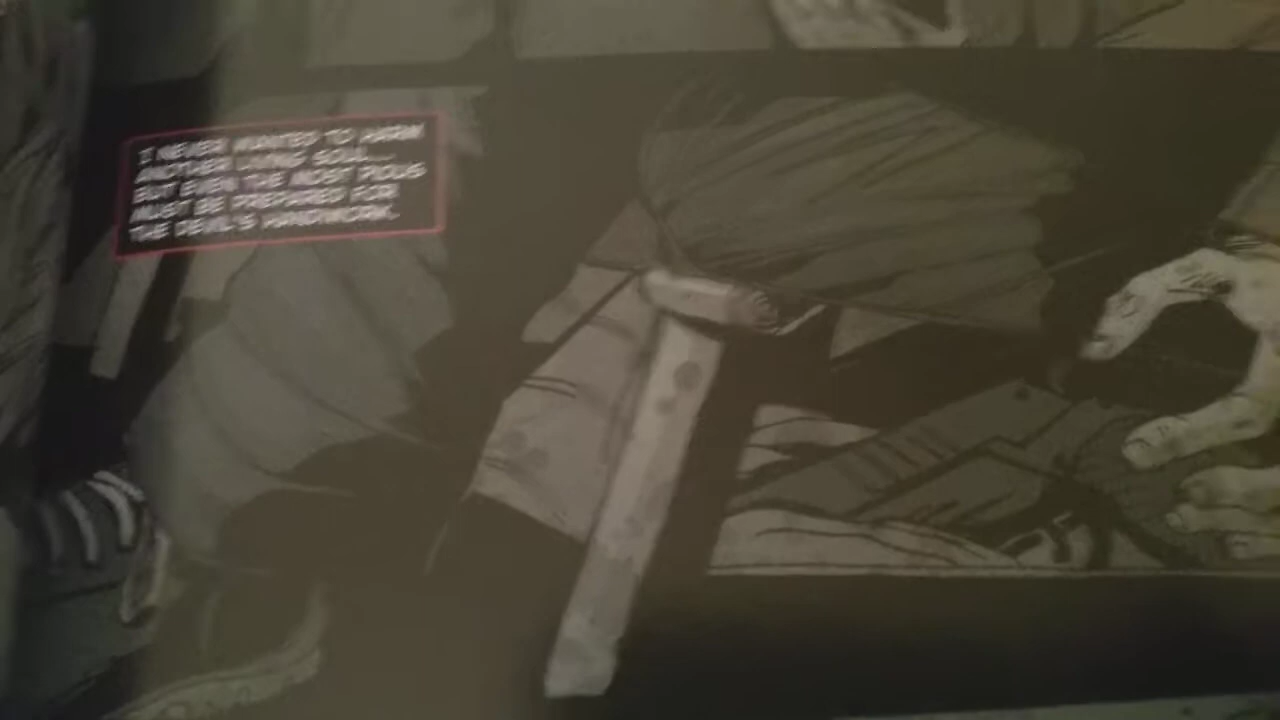 I NEVER WANTED TO HARM
ANOTHER LIVING SOUL...
BUT EVEN THE MOST PIOUS
MUST BE PREPARED FOR
THE DEVIL'S HANDIWORK.